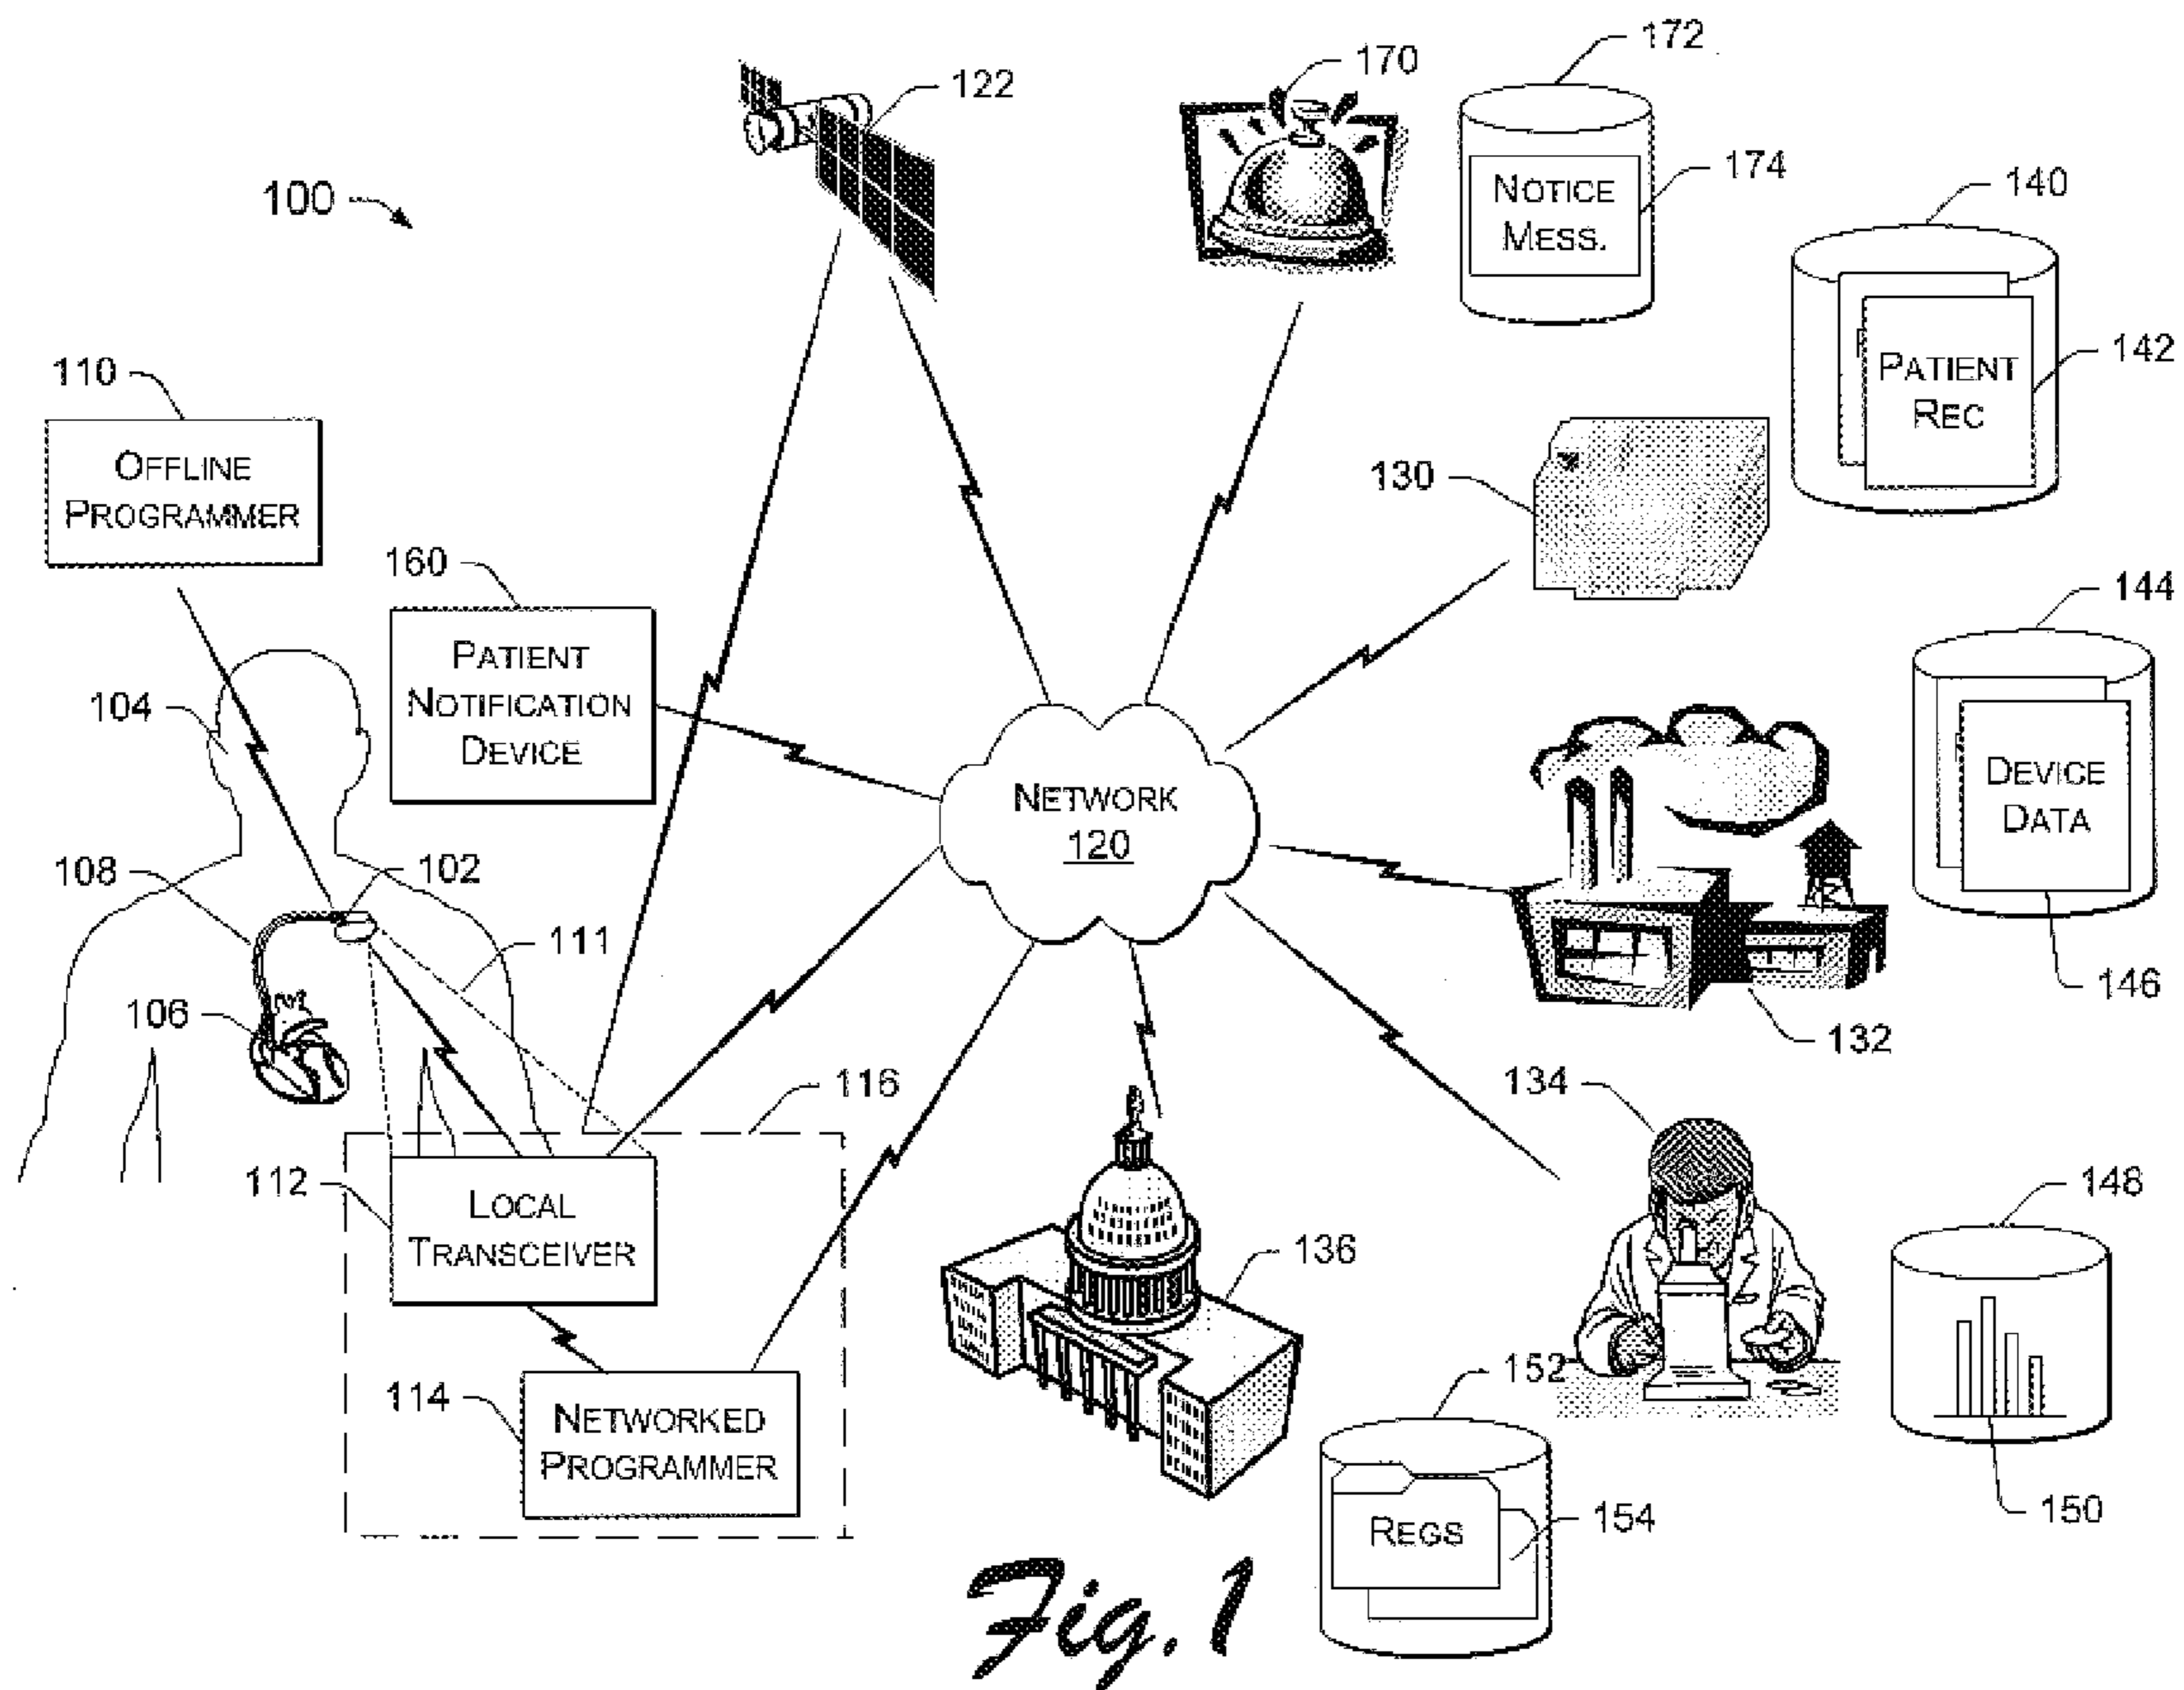 172
170
122
174
140
100
NOTICE
MESS.
142
110
PATIENT
REC
OFFLINE
PROGRAMMER
130
160
144
PATIENT
NOTIFICATION
DEVICE
104
DEVICE
DATA
NETWORK
120
108
102
111
146
106
132
116
134
112
LOCAL
TRANSCEIVER
148
136
152
114
NETWORKED
PROGRAMMER
150
154
REGS
Fig. 1